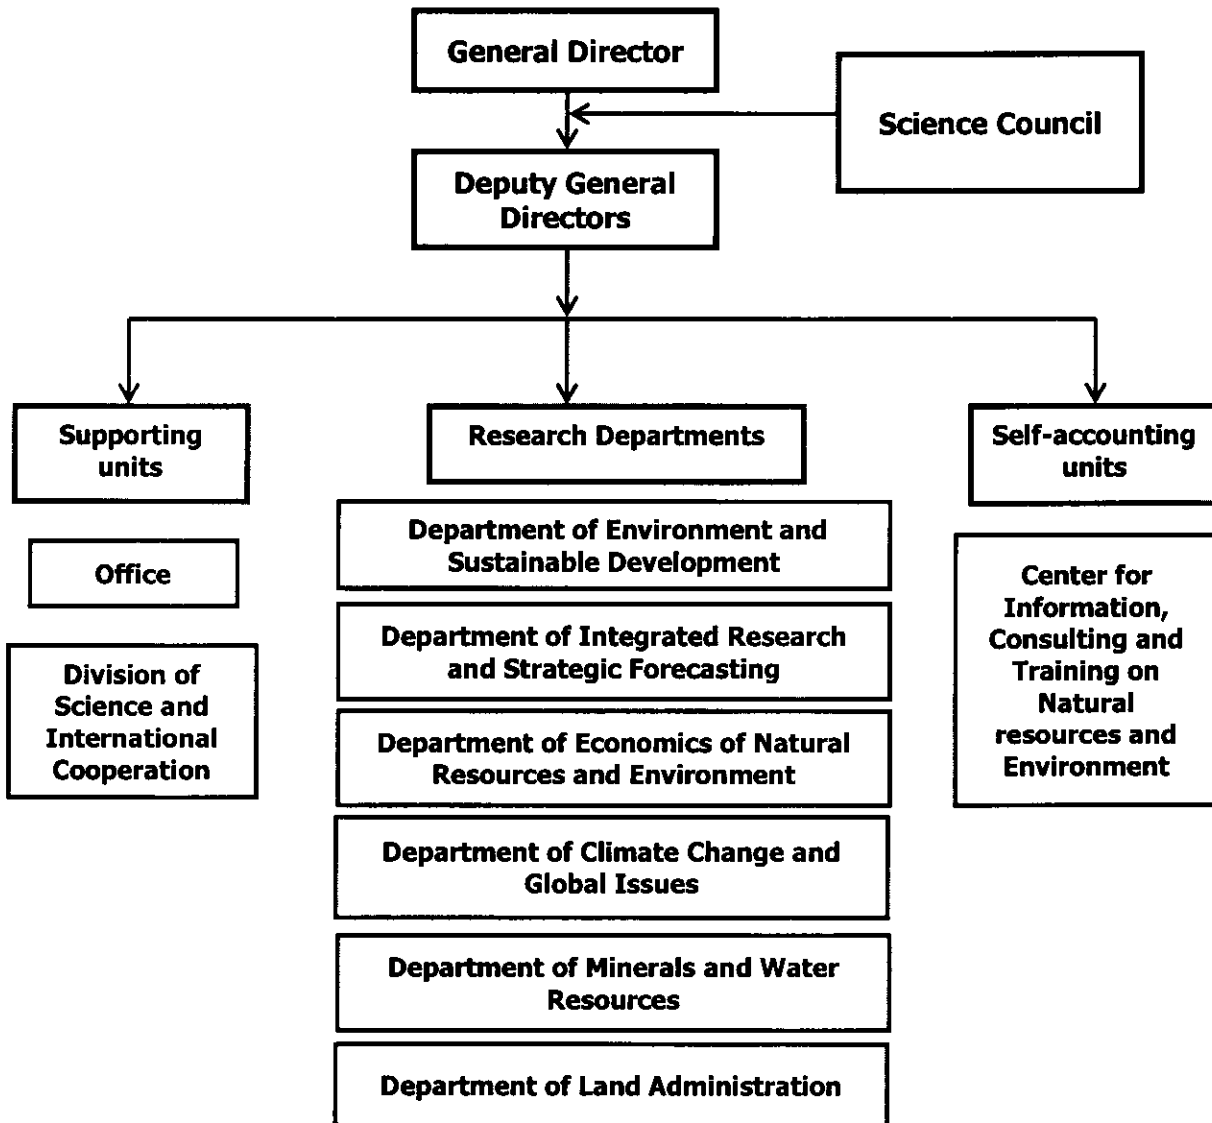 General Director
Science Council
Deputy General
Directors
Supporting
units
Research Departments
Self-accounting
units
Office
Division of
Science and
International
Cooperation
Department of Environment and
Sustainable Development
Department of Integrated Research
and Strategic Forecasting
Department of Economics of Natural
Resources and Environment
Department of Climate Change and
Global Issues
Department of Minerals and Water
Resources
Department of Land Administration
Center for
Information,
Consulting and
Training on
Natural
resources and
Environment